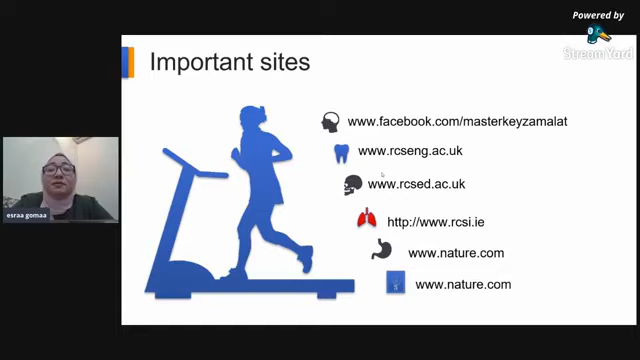 Powered by
StreamYard
Important sites
www.facebook.com/masterkeyzamalat
www.rcseng.ac.uk
www.rcsed.ac.uk
http://www.rcsi.ie
www.nature.com
www.nature.com
esraa gomaa